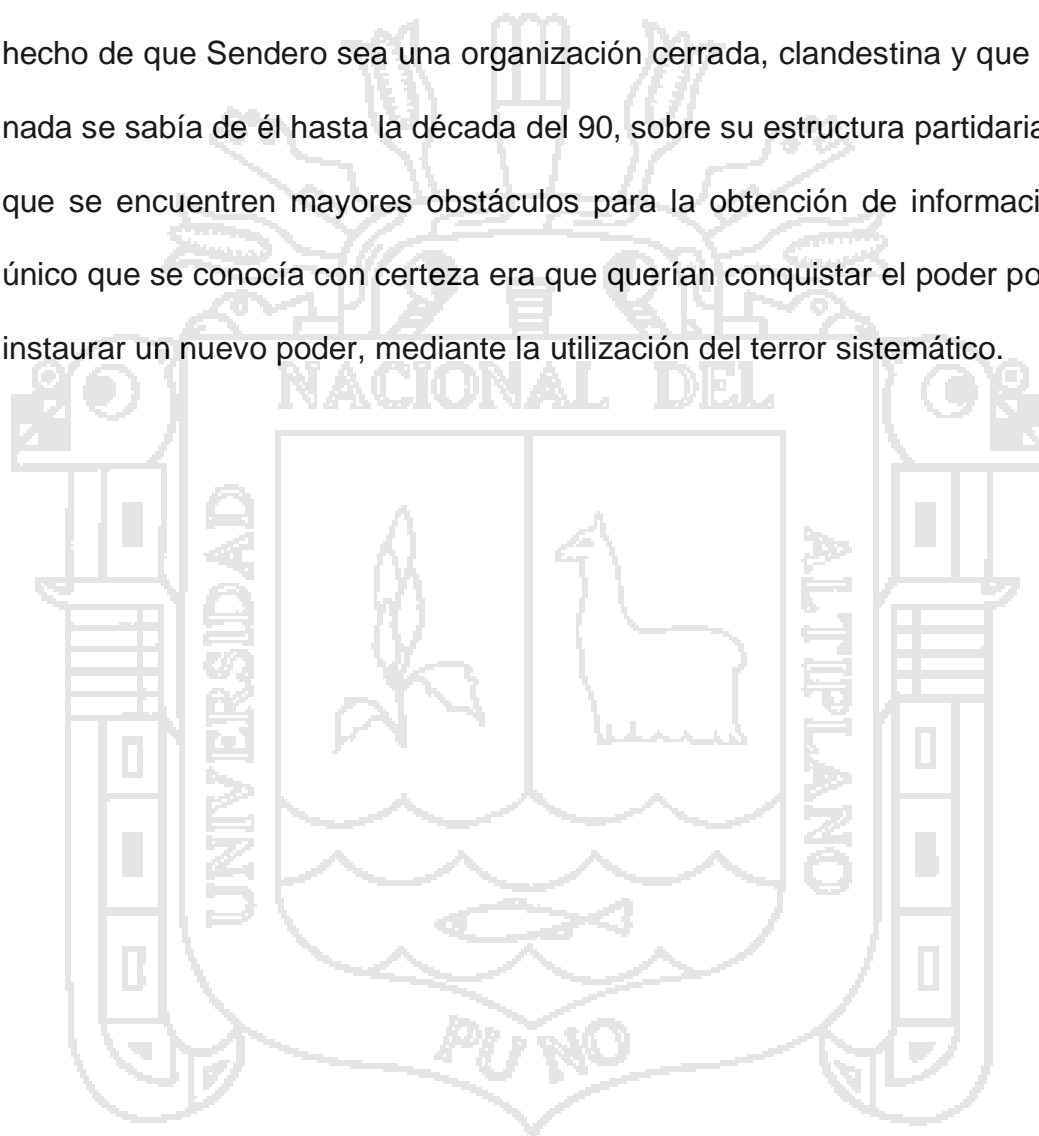 hecho de que Sendero sea una organización cerrada, clandestina y que
nada se sabía de él hasta la década del 90, sobre su estructura partidaria
que se encuentren mayores obstáculos para la obtención de informaci
único que se conocía con certeza era que querían conquistar el poder po
instaurar un nuevo poder, mediante la utilización del terror sistemático.
NACIONAL DEL
UNIVERSIDAD
ALTIPLANO
PUNO